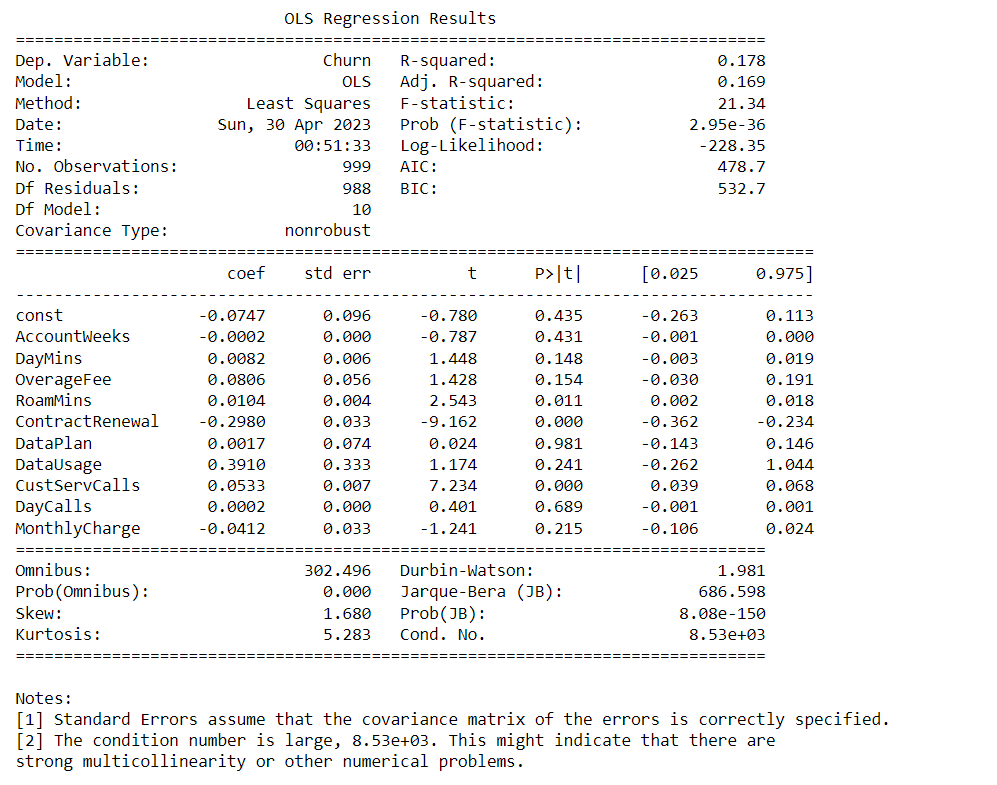 OLS Regression Results
==============================================================================
Dep. Variable:                  Churn   R-squared:                       0.178
Model:                            OLS   Adj. R-squared:                  0.169
Method:                 Least Squares   F-statistic:                     21.34
Date:                Sun, 30 Apr 2023   Prob (F-statistic):           2.95e-36
Time:                        00:51:33   Log-Likelihood:                -228.35
No. Observations:                 999   AIC:                             478.7
Df Residuals:                     988   BIC:                             532.7
Df Model:                          10
Covariance Type:            nonrobust
===================================================================================
                      coef    std err          t      P>|t|      [0.025      0.975]
-----------------------------------------------------------------------------------
const              -0.0747      0.096     -0.780      0.435      -0.263       0.113
AccountWeeks       -0.0002      0.000     -0.787      0.431      -0.001       0.000
DayMins             0.0082      0.006      1.448      0.148      -0.003       0.019
OverageFee          0.0806      0.056      1.428      0.154      -0.030       0.191
RoamMins            0.0104      0.004      2.543      0.011       0.002       0.018
ContractRenewal    -0.2980      0.033     -9.162      0.000      -0.362      -0.234
DataPlan            0.0017      0.074      0.024      0.981      -0.143       0.146
DataUsage           0.3910      0.333      1.174      0.241      -0.262       1.044
CustServCalls       0.0533      0.007      7.234      0.000       0.039       0.068
DayCalls            0.0002      0.000      0.401      0.689      -0.001       0.001
MonthlyCharge      -0.0412      0.033     -1.241      0.215      -0.106       0.024
==============================================================================
Omnibus:                      302.496   Durbin-Watson:                   1.981
Prob(Omnibus):                  0.000   Jarque-Bera (JB):              686.598
Skew:                           1.680   Prob(JB):                    8.08e-150
Kurtosis:                       5.283   Cond. No.                     8.53e+03
==============================================================================

Notes:
[1] Standard Errors assume that the covariance matrix of the errors is correctly specified.
[2] The condition number is large, 8.53e+03. This might indicate that there are
strong multicollinearity or other numerical problems.